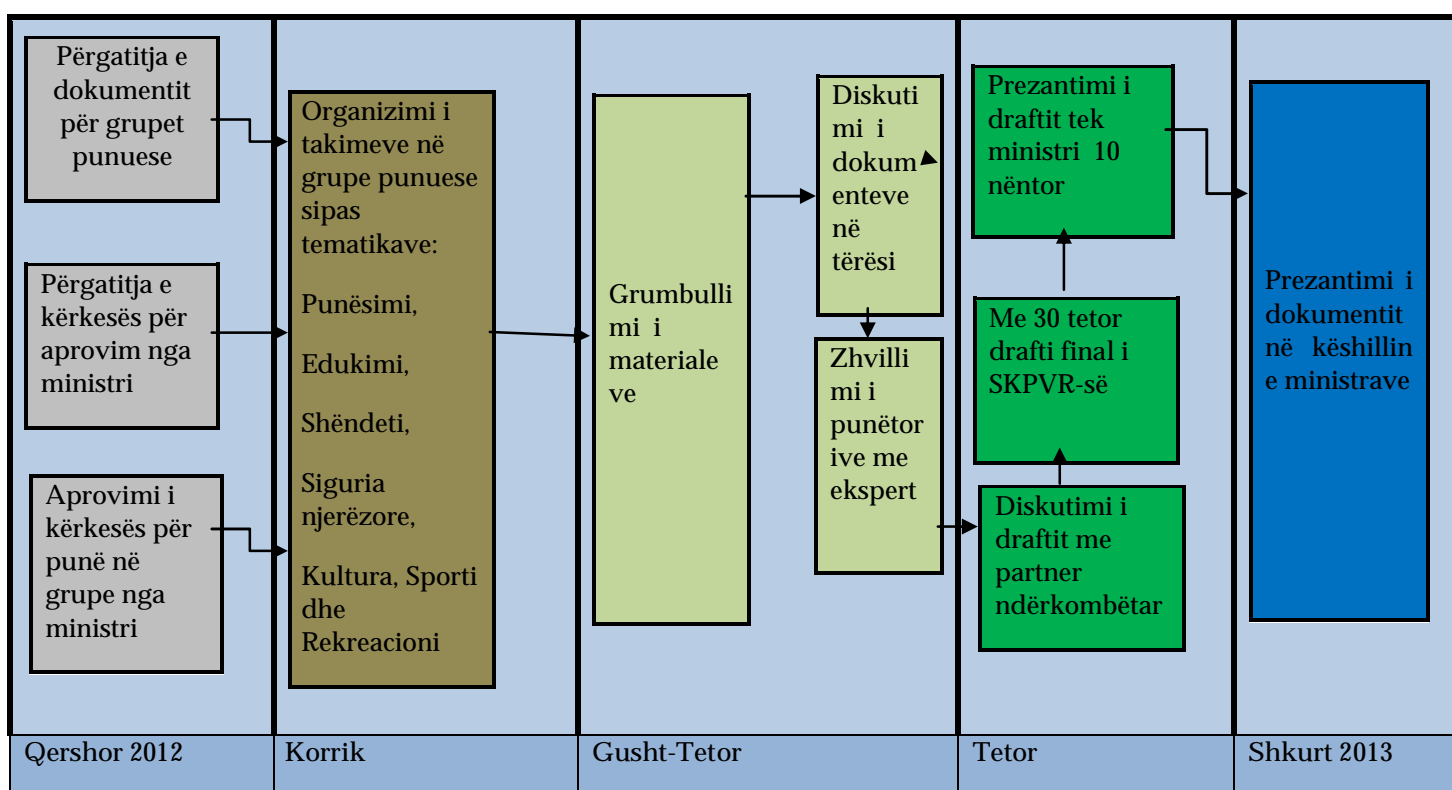 Përgatitja e
dokumentit
për grupet
punuese
Përgatitja e
kërkesës për
aprovim nga
ministri
Aprovimi i
kërkesës për
punë në
grupe nga
ministri
Organizimi i
takimeve në
grupe punuese
sipas
tematikave:
Punësimi,
Edukimi,
Shëndeti,
Siguria
njerëzore,
Kultura, Sporti
dhe
Rekreacioni
Grumbulli
mi i
materiale
ve
Diskuti
mi i
dokum
enteve
në
tërësi
Zhvilli
mi i
punëtor
ive me
ekspert
Prezantimi i
draftit tek
ministri 10
nëntor
Me 30 tetor
drafti final i
SKPVR-së
Diskutimi i
draftit me
partner
ndërkombëtar
Prezantimi i
dokumentit
në këshillin
e ministrave
Qershor 2012
Korrik
Gusht-Tetor
Tetor
Shkurt 2013